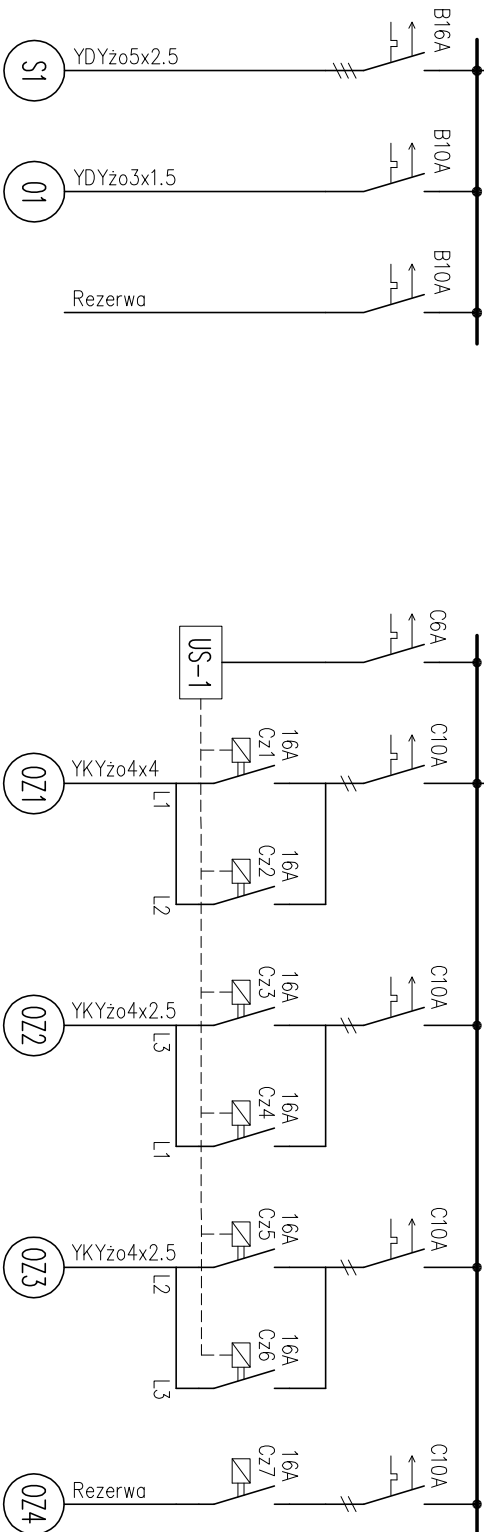 B16A
YDYżo5x2.5
S1
B10A
YDYżo3x1.5
01
B10A
Rezerwa
C6A
US-1
C10A
16A
Cz1
YKYżo4x4
L1
OZ1
16A
Cz2
L2
C10A
16A
Cz3
YKYżo4x2.5
L3
OZ2
16A
Cz4
L1
C10A
16A
Cz5
YKYżo4x2.5
L2
OZ3
16A
Cz6
L3
C10A
16A
Cz7
Rezerwa
OZ4